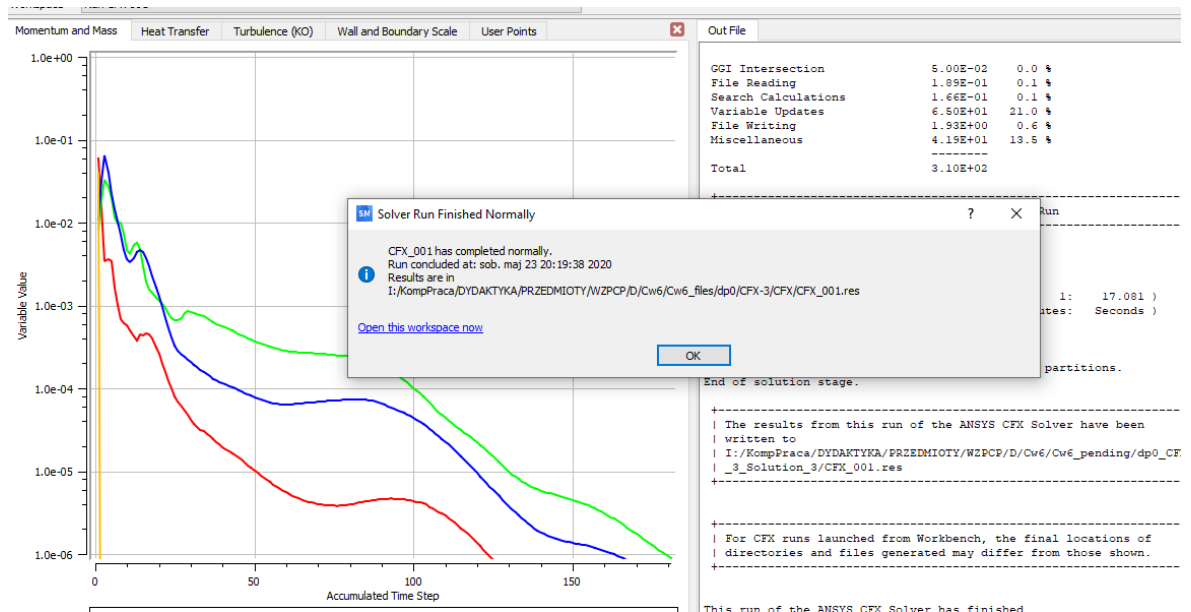 Momentum and Mass Heat Transfer Turbulence (KO) Wall and Boundary Scale User Points
Out File
1.0e+00
1.0e-01
1.0e-02
1.0e-03
1.0e-04
1.0e-05
1.0e-06
Variable Value
0 50 100 150
Accumulated Time Step
GGI Intersection 5.00E-02 0.0 %
File Reading 1.89E-01 0.1 %
Search Calculations 1.66E-01 0.1 %
Variable Updates 6.50E+01 21.0 %
File Writing 1.93E+00 0.6 %
Miscellaneous 4.19E+01 13.5 %
--------
Total 3.10E+02
Run
1: 17.081 )
utes: Seconds )
partitions.
End of solution stage.
| The results from this run of the ANSYS CFX Solver have been
| written to
| I:/KompPraca/DYDAKTYKA/PRZEDMIOTY/WZPCP/D/Cw6/Cw6_pending/dp0_CF
| _3_Solution_3/CFX_001.res
| For CFX runs launched from Workbench, the final locations of
| directories and files generated may differ from those shown.
This run of the ANSYS CFX Solver has finished
SM Solver Run Finished Normally ? ×
CFX_001 has completed normally.
Run concluded at: sob. maj 23 20:19:38 2020
Results are in
I:/KompPraca/DYDAKTYKA/PRZEDMIOTY/WZPCP/D/Cw6/Cw6_files/dp0/CFX-3/CFX/CFX_001.res
Open this workspace now
OK